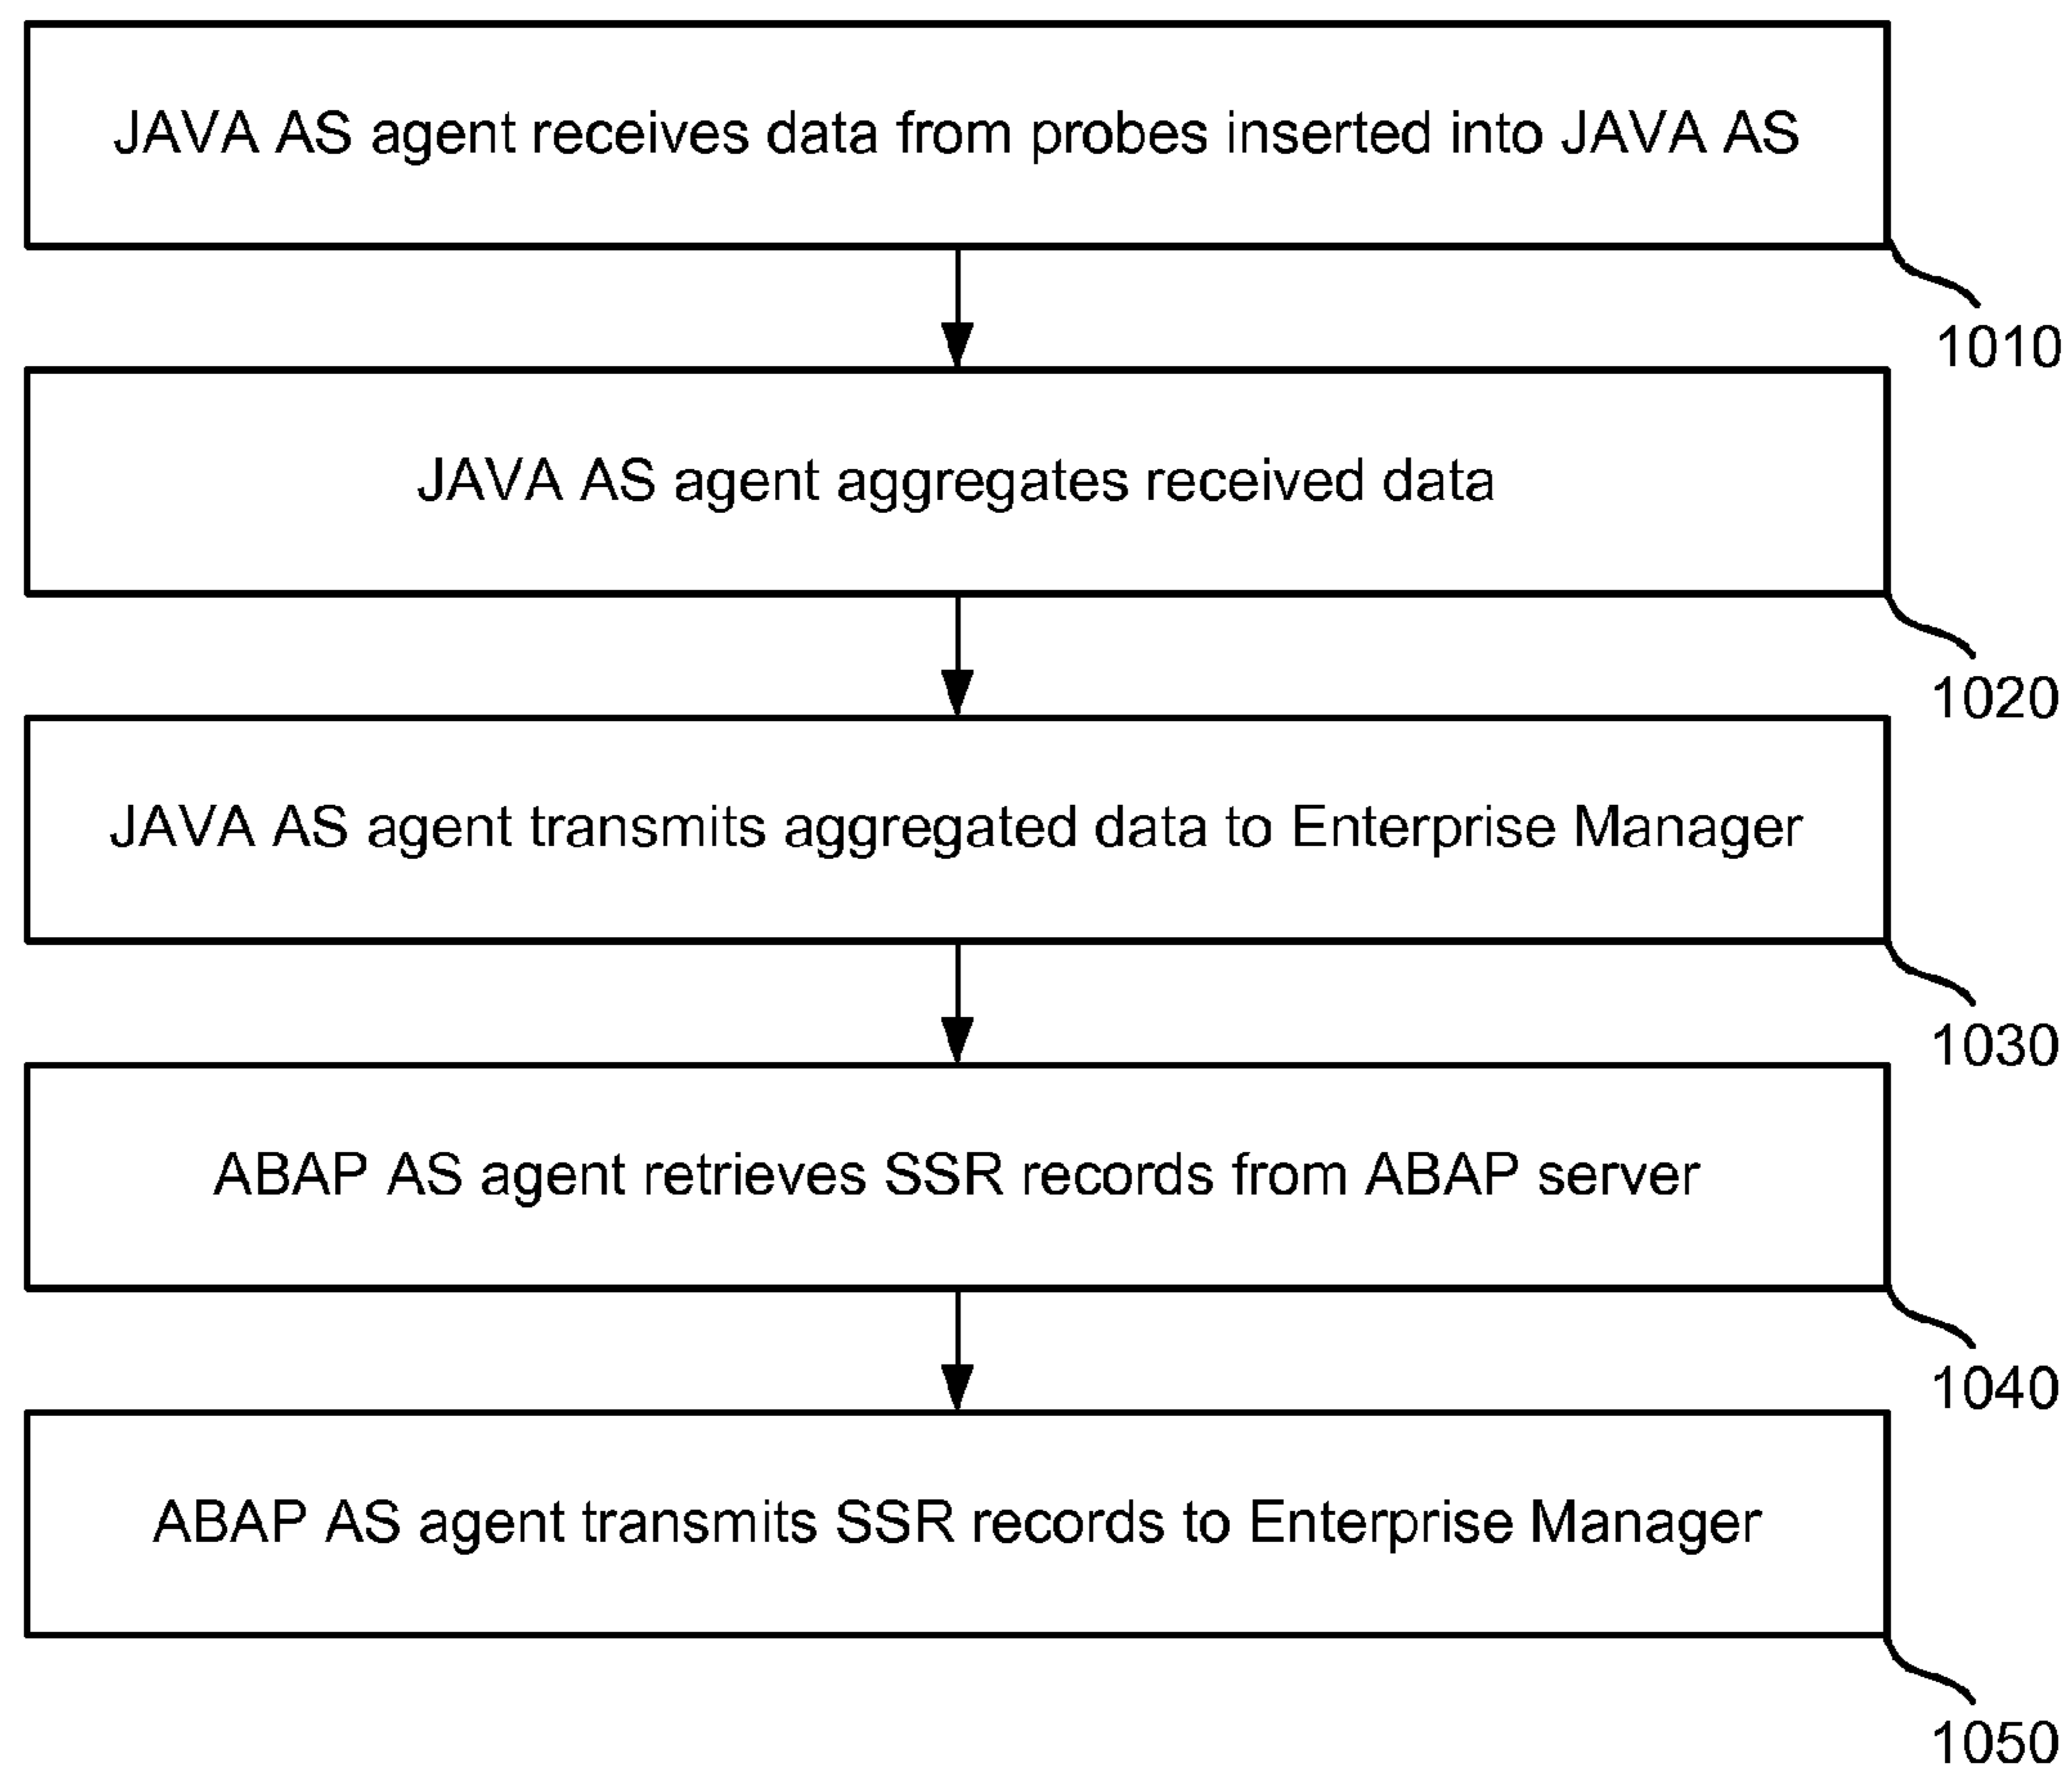 JAVA AS agent receives data from probes inserted into JAVA AS
1010
JAVA AS agent aggregates received data
1020
JAVA AS agent transmits aggregated data to Enterprise Manager
1030
ABAP AS agent retrieves SSR records from ABAP server
1040
ABAP AS agent transmits SSR records to Enterprise Manager
1050